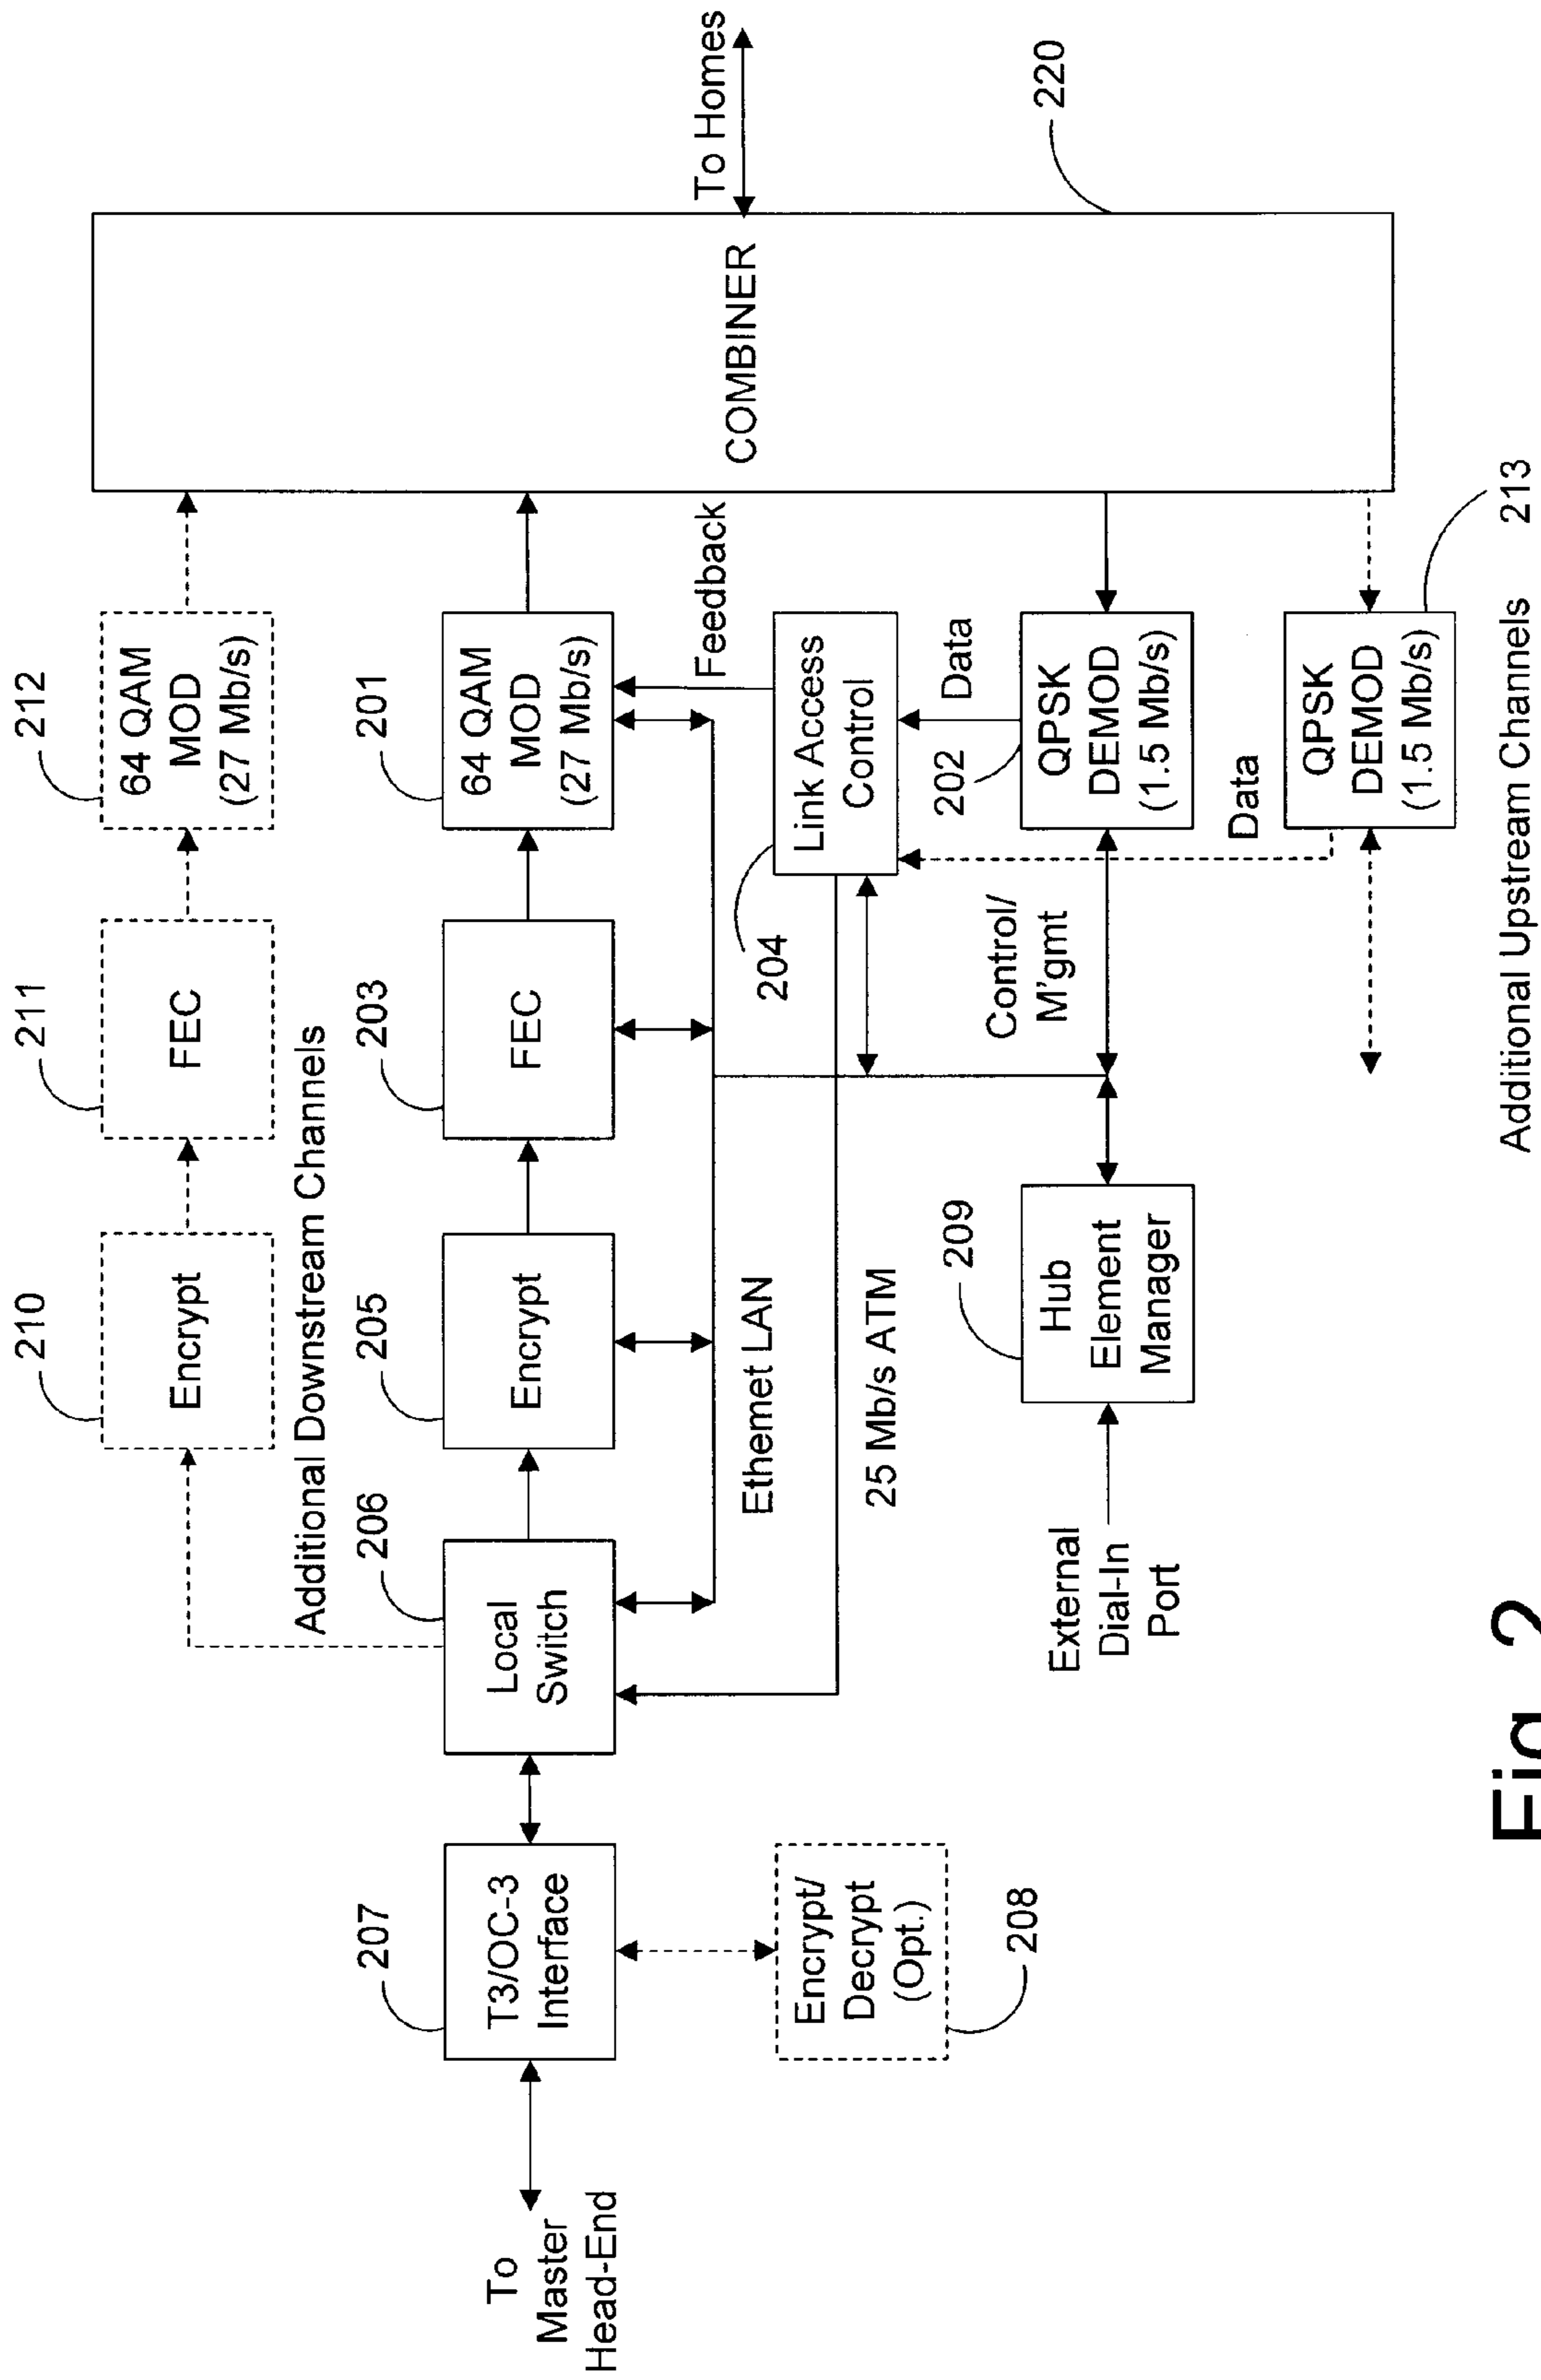 212
64 QAM
MOD
(27 Mb/s)
211
FEC
210
Encrypt
Additional Downstream Channels
To
Master
Head-End
207
T3/OC-3
Interface
206
Local
Switch
205
Encrypt
203
FEC
201
64 QAM
MOD
(27 Mb/s)
Feedback
COMBINER
To Homes
220
Encrypt/
Decrypt
(Opt.)
208
Ethernet LAN
25 Mb/s ATM
204
Link Access
Control
Data
202
QPSK
DEMOD
(1.5 Mb/s)
Control/
M'gmt
209
Hub
Element
Manager
External
Dial-In
Port
Data
QPSK
DEMOD
(1.5 Mb/s)
213
Additional Upstream Channels
Fig. 2